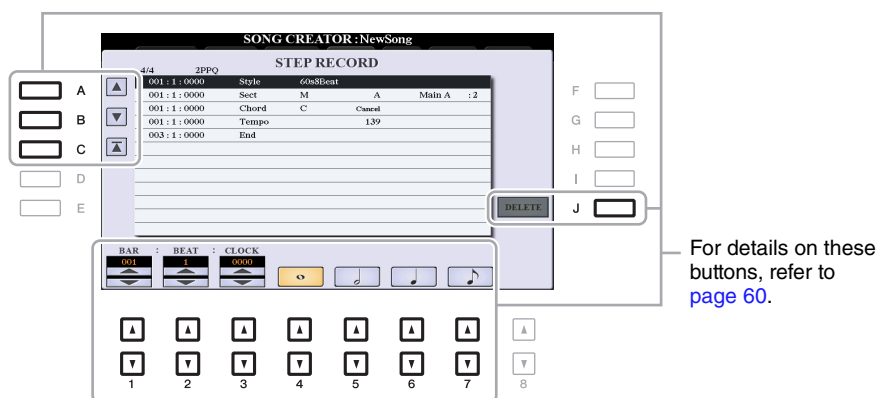 SONG CREATOR : NewSong
STEP RECORD
4/4 2PPQ
001 : 1 : 0000 Style 60s8Beat
001 : 1 : 0000 Sect M A Main A : 2
001 : 1 : 0000 Chord C Cancel
001 : 1 : 0000 Tempo 139
003 : 1 : 0000 End
A
B
C
D
E
F
G
H
I
DELETE J
BAR : BEAT : CLOCK
001 1 0000
1 2 3 4 5 6 7 8
For details on these
buttons, refer to
page 60.